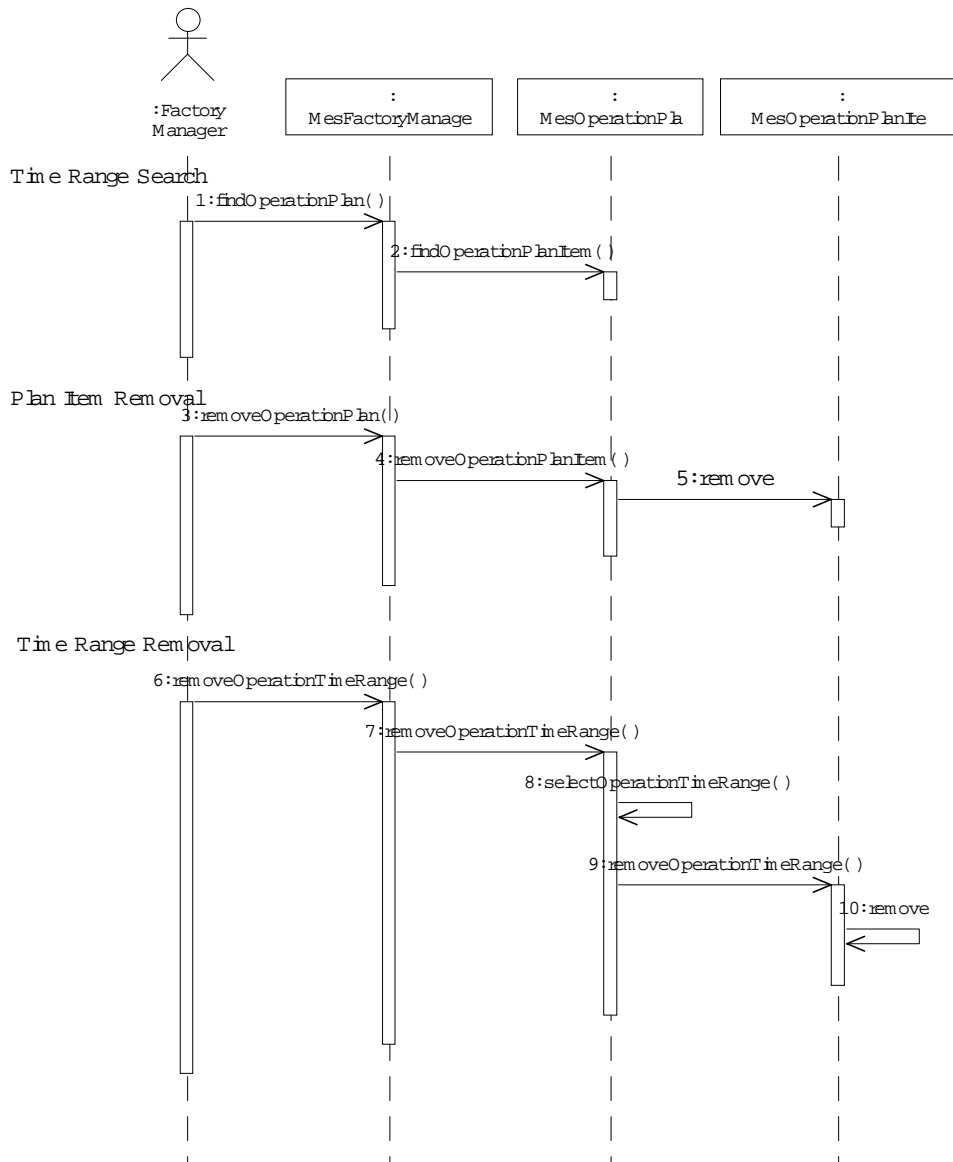 :Factory
Manager
:
MesFactoryManage
:
MesOperationPla
:
MesOperationPlanIte
Time Range Search
1:findOperationPlan()
2:findOperationPlanItem()
Plan Item Removal
3:removeOperationPlan()
4:removeOperationPlanItem()
5:remove
Time Range Removal
6:removeOperationTimeRange()
7:removeOperationTimeRange()
8:selectOperationTimeRange()
9:removeOperationTimeRange()
10:remove